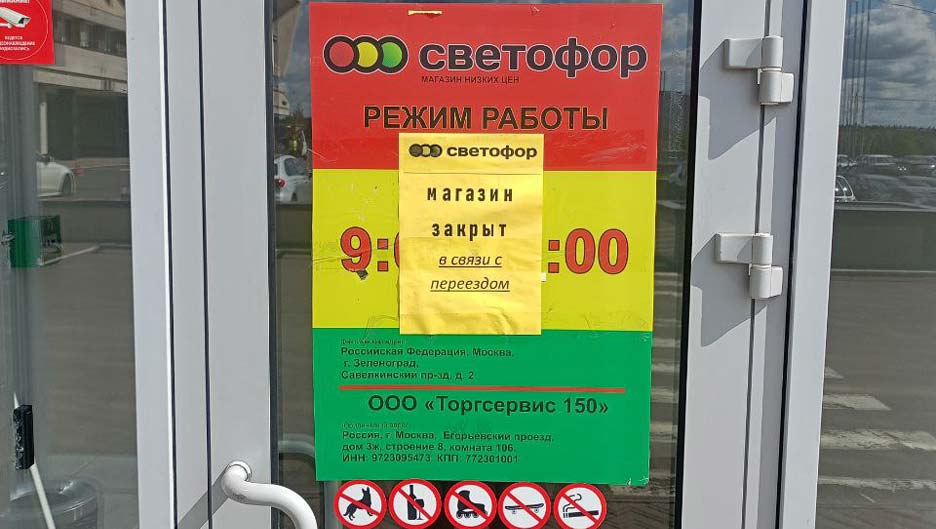 светофор
МАГАЗИН НИЗКИХ ЦЕН
РЕЖИМ РАБОТЫ
светофор
магазин
закрыт
в связи с
переездом
9:
:00
Российская Федерация, Москва,
г. Зеленоград,
Савелкинский пр-зд, д. 2
ООО «Торгсервис 150»
Россия, г. Москва, Егорьевский проезд,
дом 3ж, строение 8, комната 106.
ИНН: 9723095473 КПП: 772301001